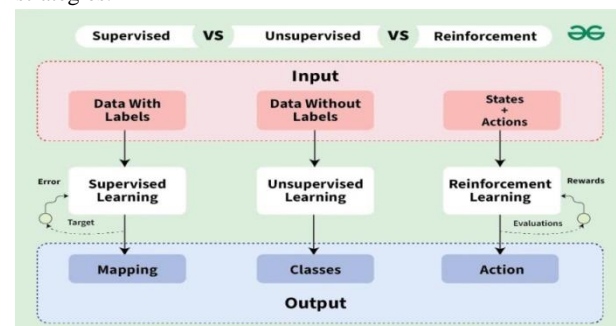 Supervised VS Unsupervised VS Reinforcement
Input
Data With
Labels
Data Without
Labels
States
+
Actions
Error
Supervised
Learning
Target
Unsupervised
Learning
Reinforcement
Learning
Rewards
Evaluations
Mapping
Classes
Action
Output